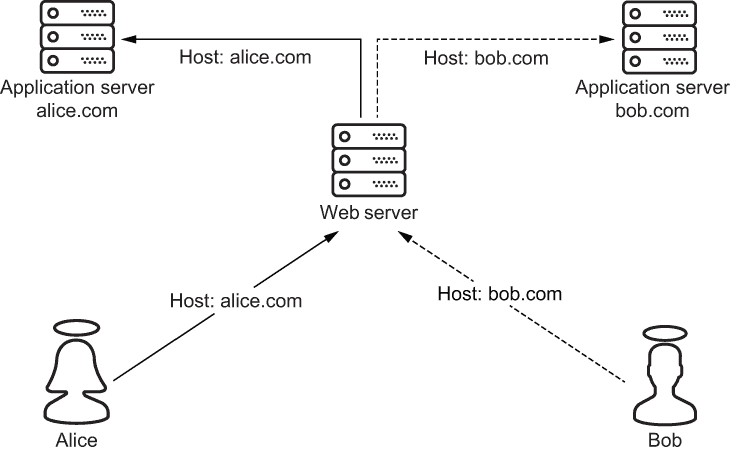 Host: alice.com
Host: bob.com
Application server
alice.com
Application server
bob.com
Web server
Host: alice.com
Host: bob.com
Alice
Bob